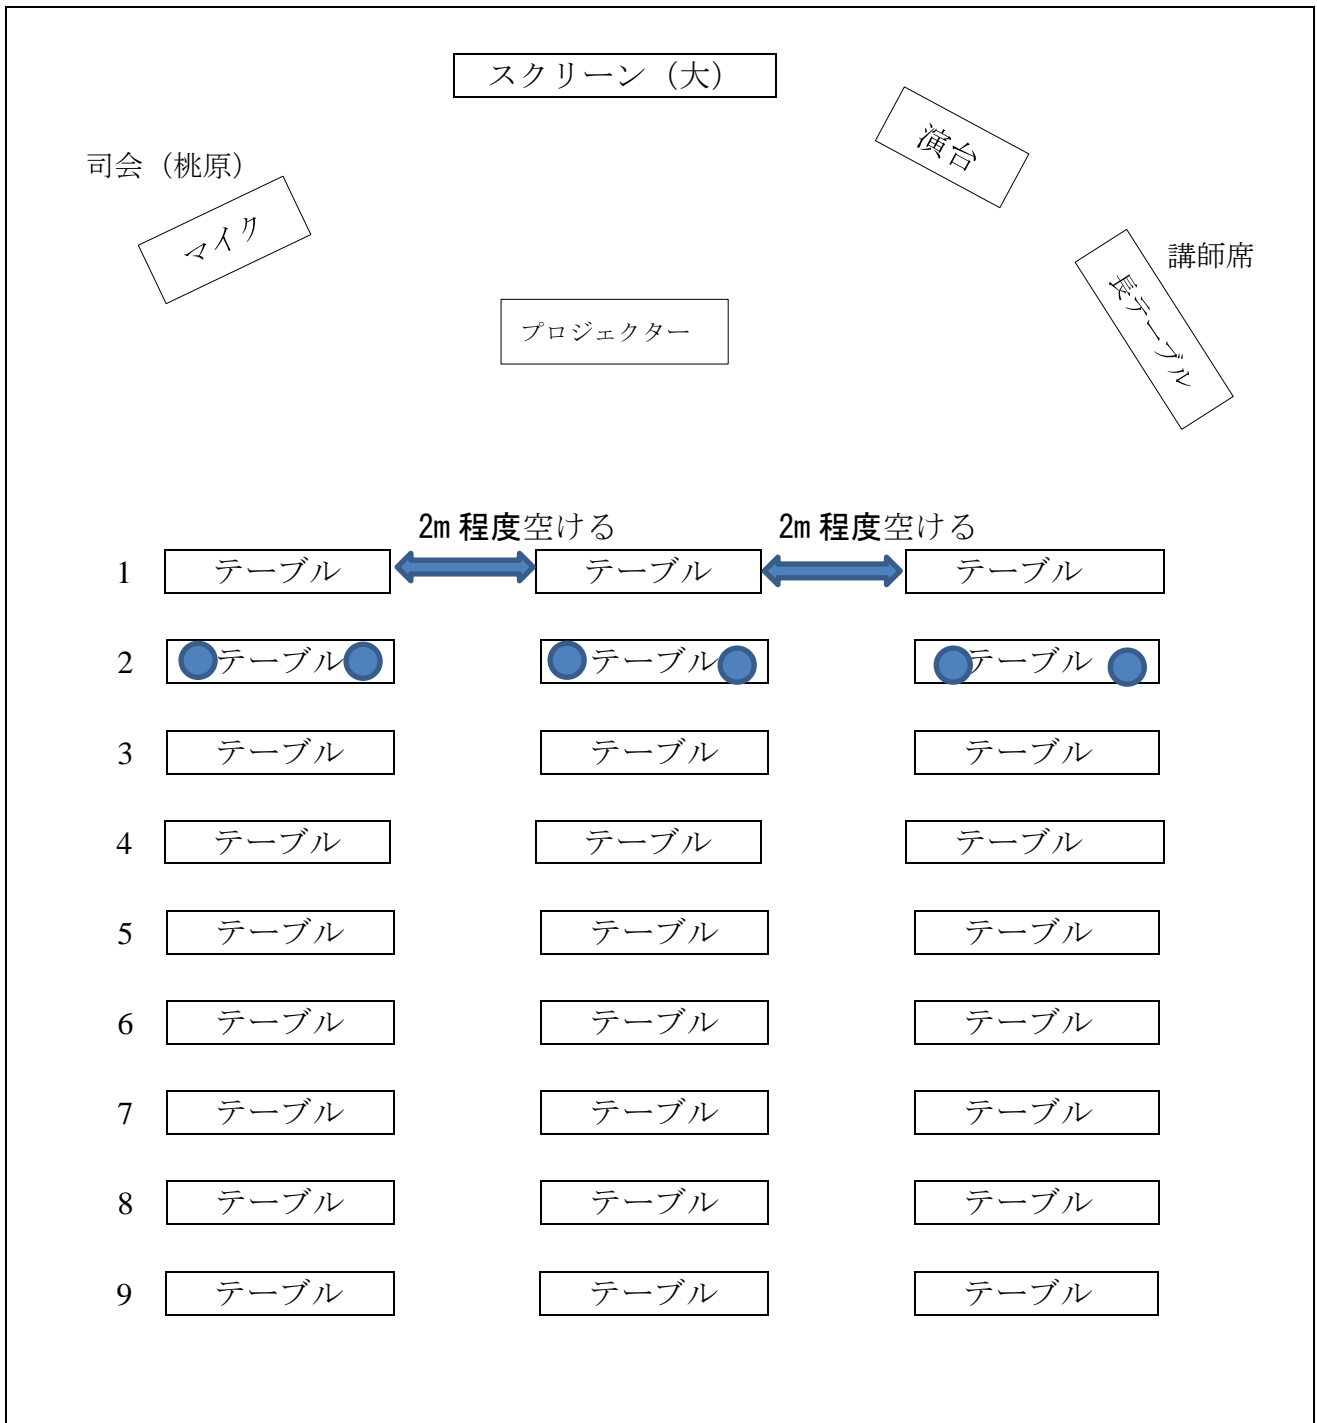 スクリーン（大）
演台
司会（桃原）
マイク
講師席
長テーブル
プロジェクター
2m 程度空ける 2m 程度空ける
1 テーブル テーブル テーブル
2 テーブル テーブル テーブル
3 テーブル テーブル テーブル
4 テーブル テーブル テーブル
5 テーブル テーブル テーブル
6 テーブル テーブル テーブル
7 テーブル テーブル テーブル
8 テーブル テーブル テーブル
9 テーブル テーブル テーブル